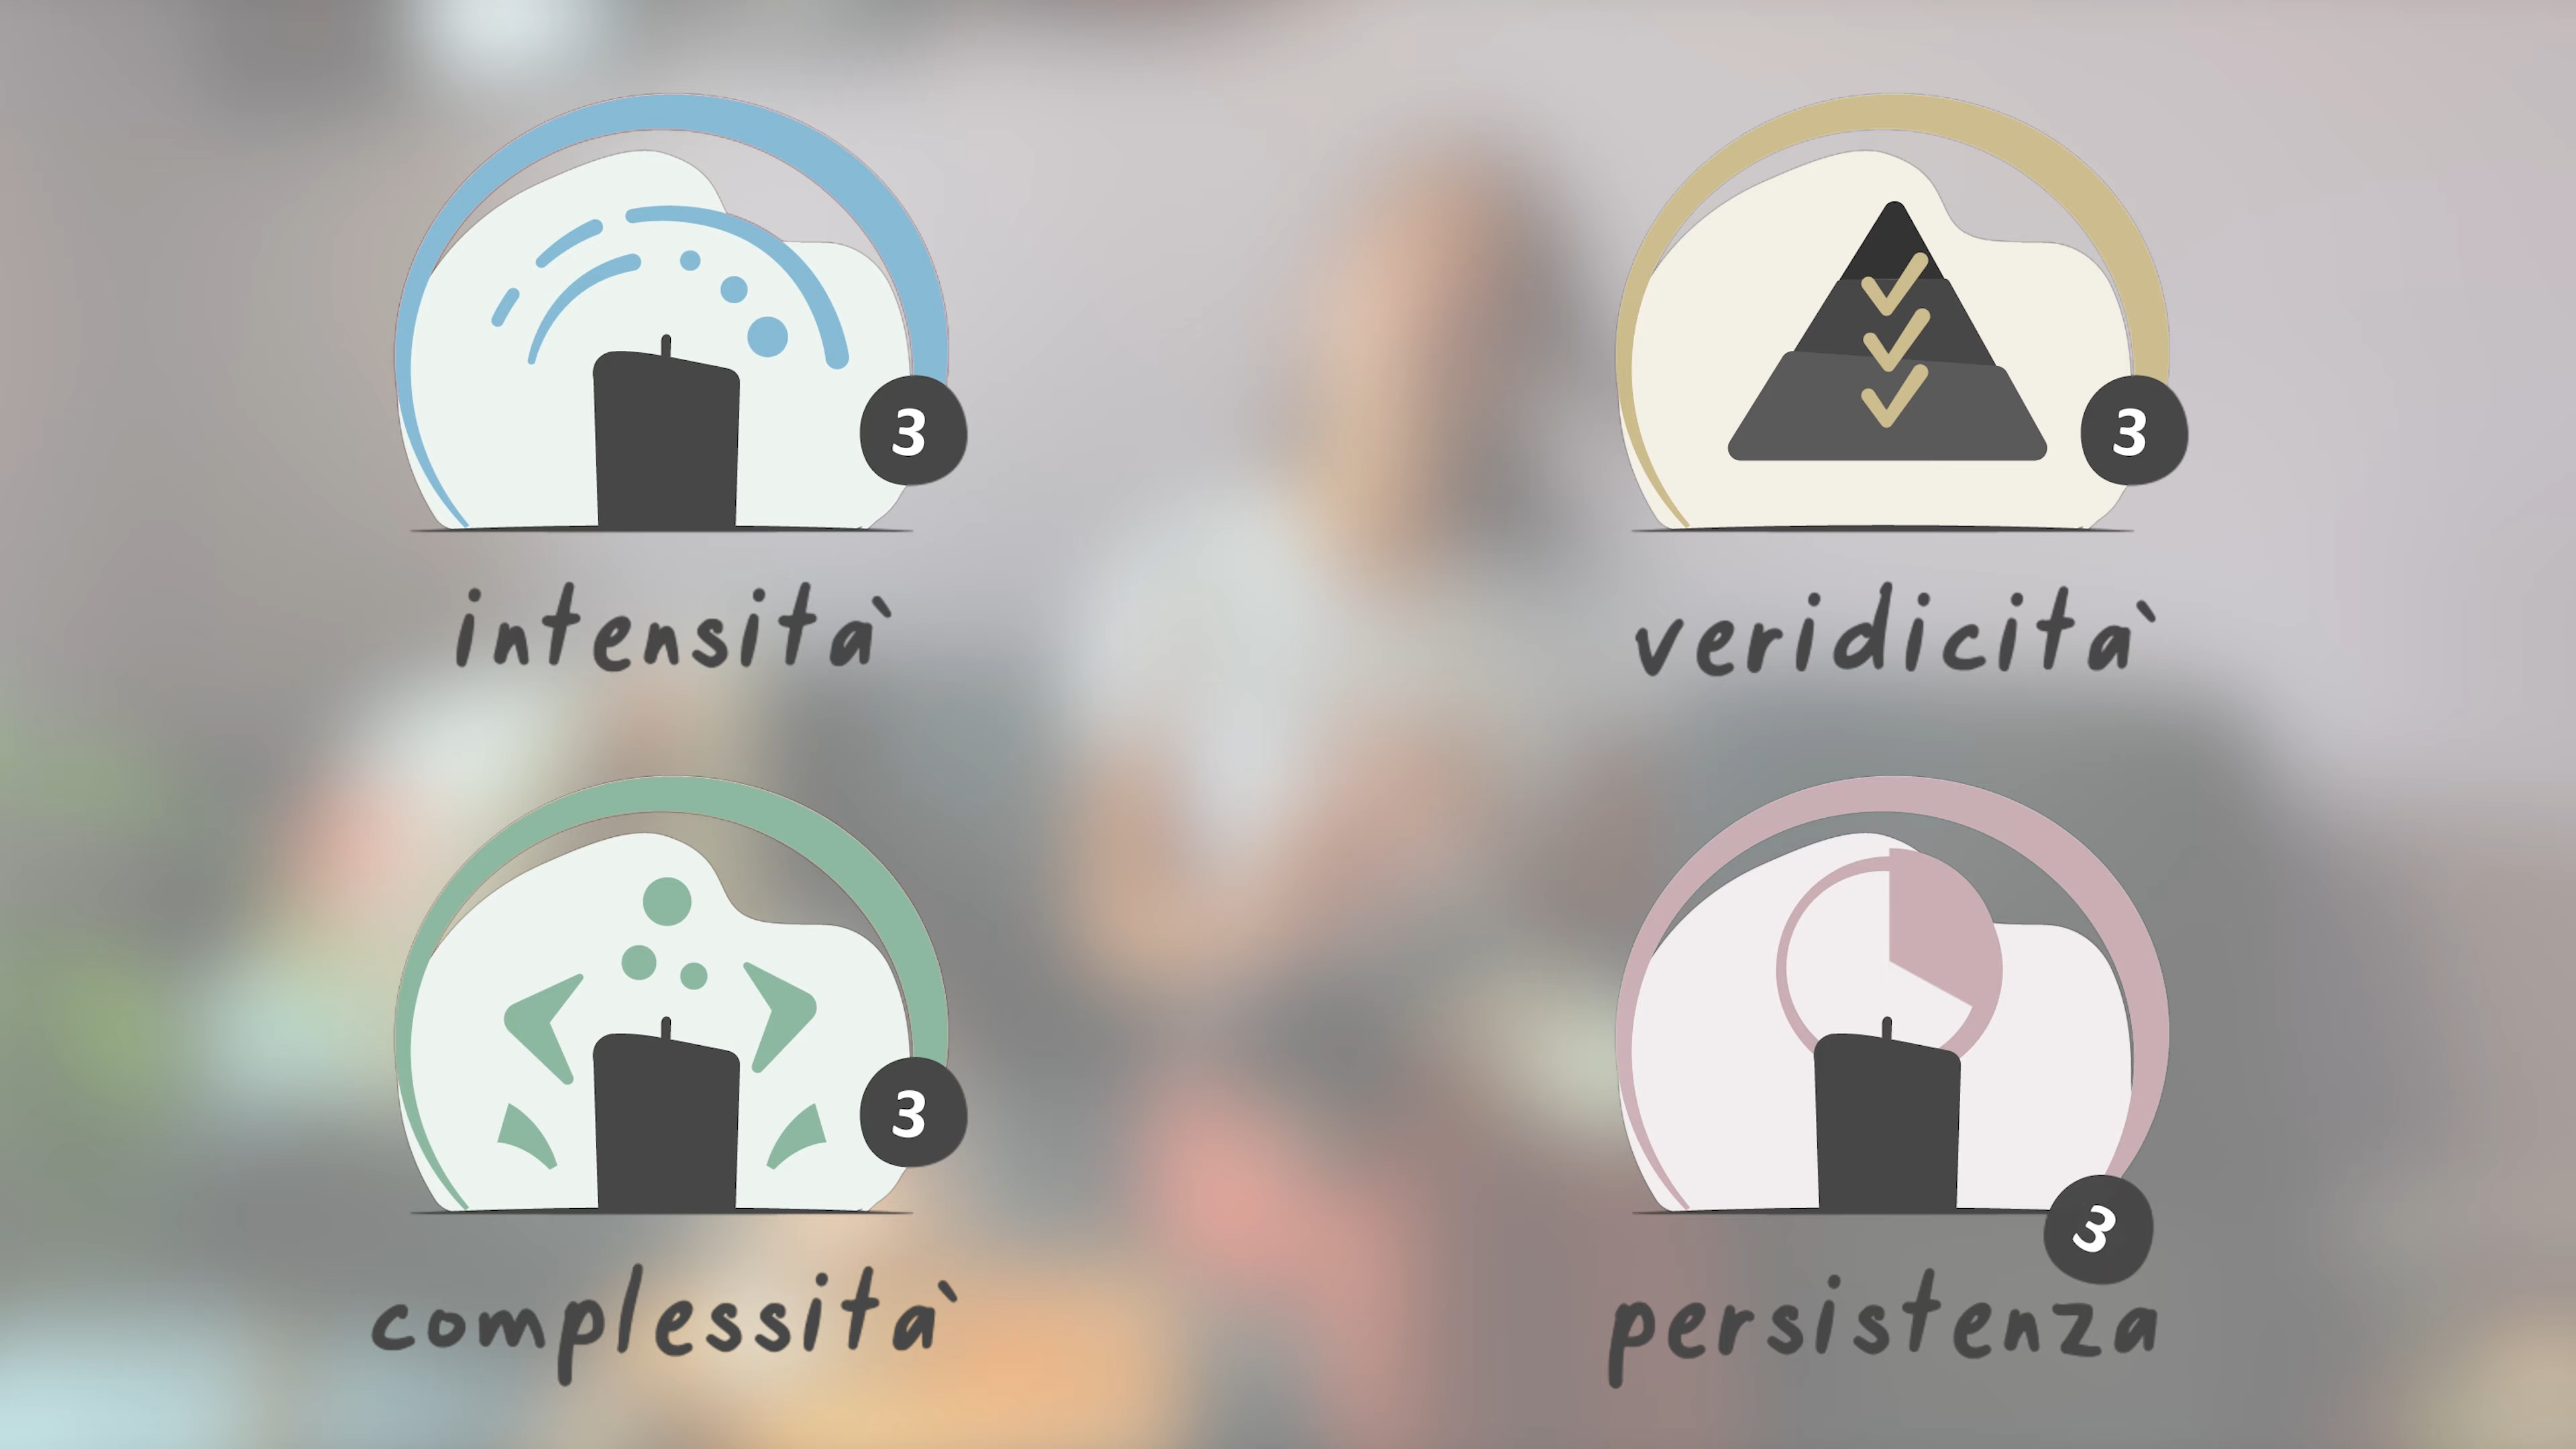 3
3
intensità
veridicità
3
3
complessità
persistenza